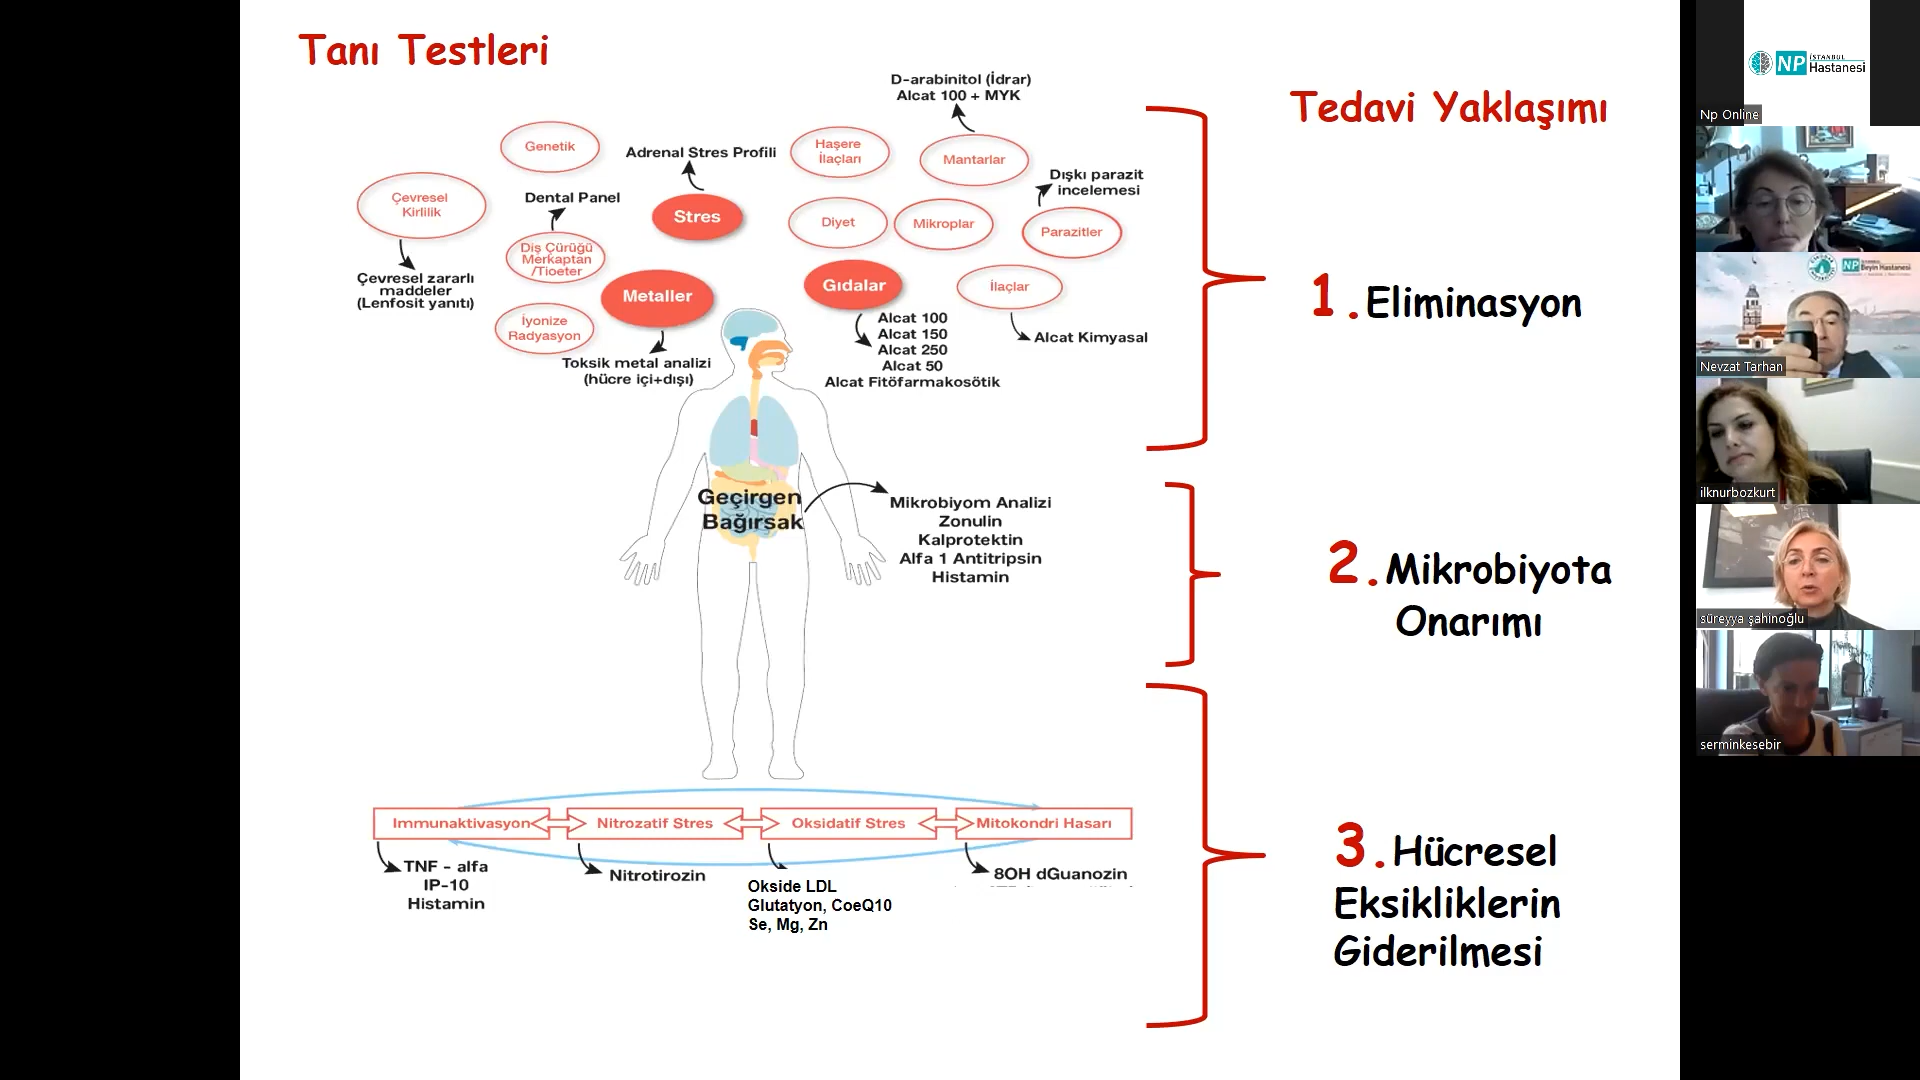 Tanı Testleri
Tedavi Yaklaşımı
D-arabinitol (İdrar)
Alcat 100 + MYK
Genetik
Adrenal Stres Profili
Haşere
İlaçları
Mantarlar
Dışkı parazit
incelemesi
Çevresel
Kirlilik
Dental Panel
Stres
Diyet
Mikroplar
Parazitler
Diş Çürüğü
Merkaptan
/Tioeter
Çevresel zararlı
maddeler
(Lenfosit yanıtı)
Metaller
Gıdalar
İlaçlar
İyonize
Radyasyon
Alcat 100
Alcat 150
Alcat 250
Alcat 50
Alcat Fitöfarmakosötik
Alcat Kimyasal
Toksik metal analizi
(hücre içi+dışı)
1.Eliminasyon
Geçirgen
Bağırsak
Mikrobiyom Analizi
Zonulin
Kalprotektin
Alfa 1 Antitripsin
Histamin
2.Mikrobiyota
Onarımı
Immunaktivasyon
Nitrozatif Stres
Oksidatif Stres
Mitokondri Hasarı
TNF - alfa
IP-10
Histamin
Nitrotirozin
Okside LDL
Glutatyon, CoeQ10
Se, Mg, Zn
8OH dGuanozin
3.Hücresel
Eksikliklerin
Giderilmesi
NP İSTANBUL
Hastanesi
Np Online
NP İSTANBUL
Beyin Hastanesi
Nevzat Tarhan
ilknurbozkurt
süreyya şahinoğlu
serminkesebir